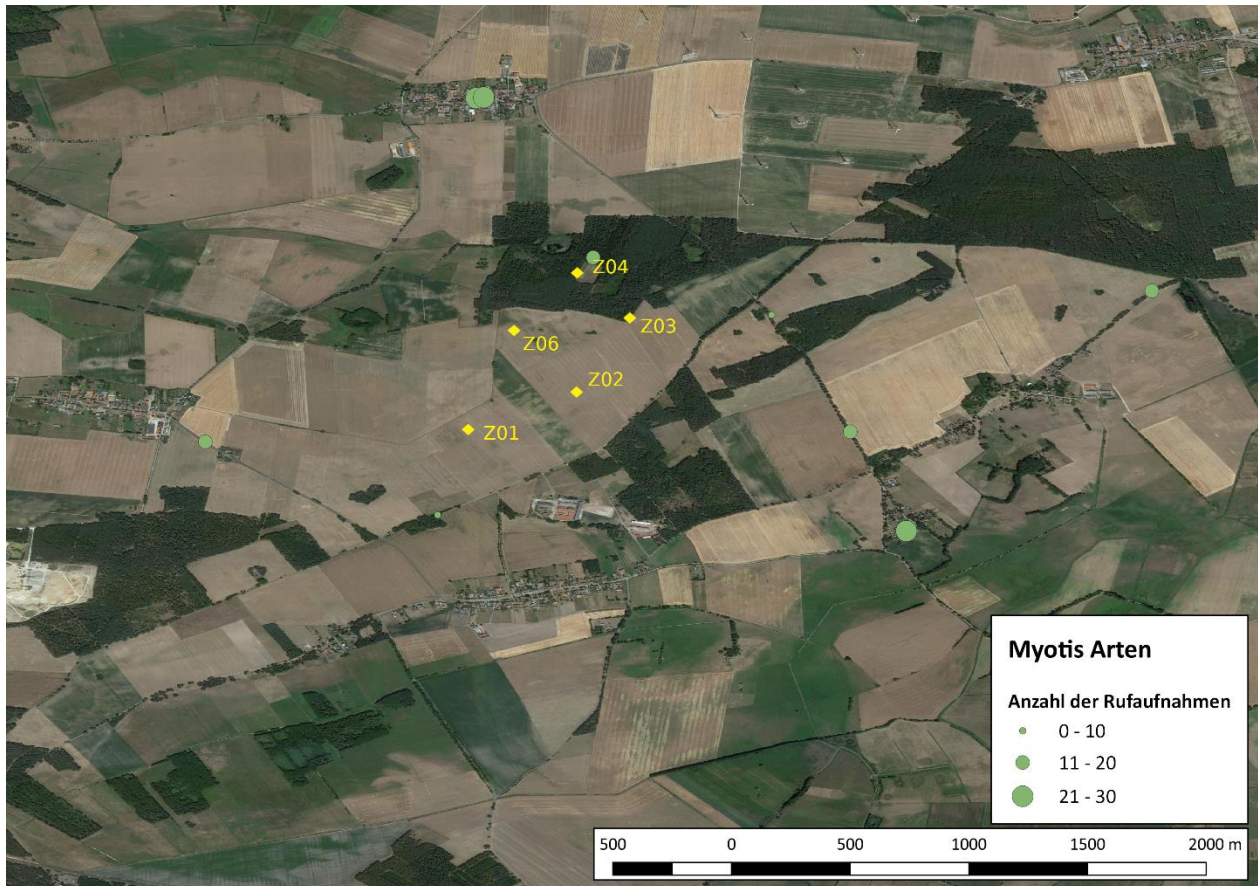 Z04
Z03
Z06
Z02
Z01
Myotis Arten
Anzahl der Rufaufnahmen
0 - 10
11 - 20
21 - 30
500 0 500 1000 1500 2000 m